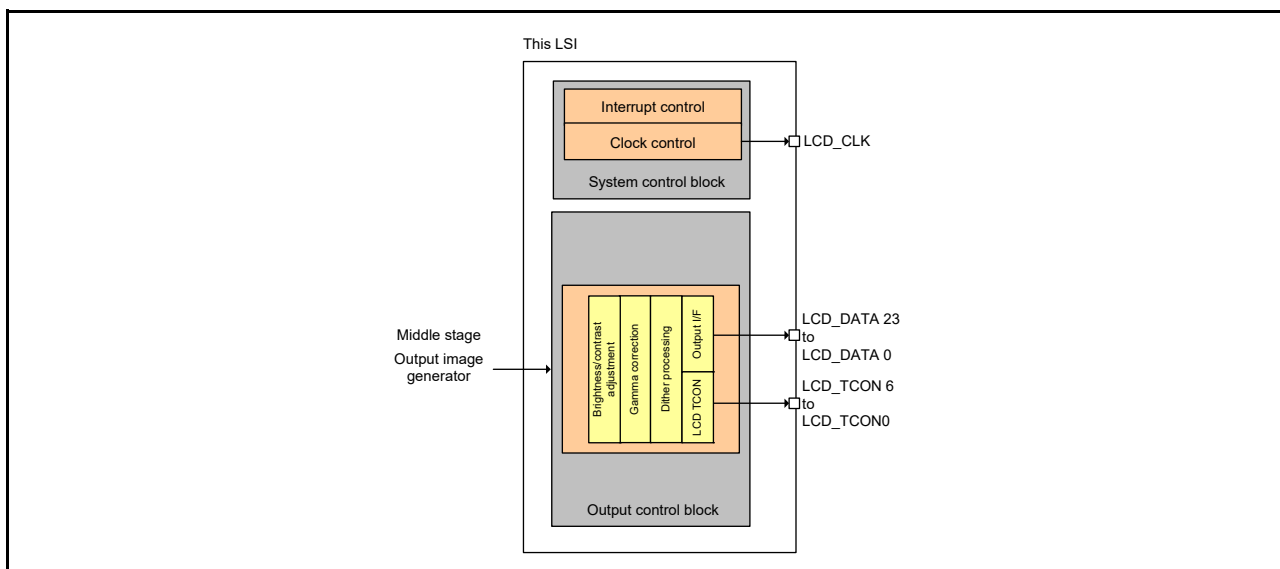 This LSI
Interrupt control
Clock control
LCD_CLK
System control block
Middle stage
Output image
generator
Brightness/contrast
adjustment
Gamma correction
Dither processing
Output I/F
LCD TCON
LCD_DATA 23
to
LCD_DATA 0
LCD_TCON 6
to
LCD_TCON0
Output control block